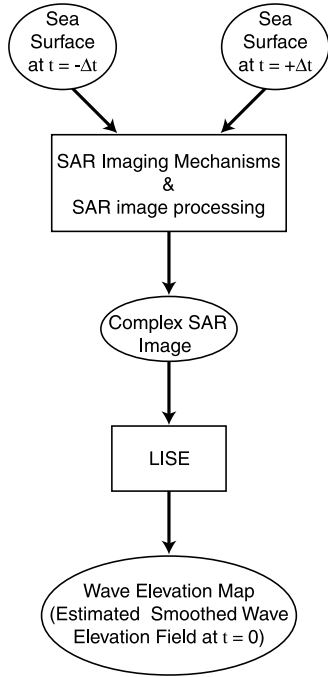 Sea
Surface
at t = -Δt
Sea
Surface
at t = +Δt
SAR Imaging Mechanisms
&
SAR image processing
Complex SAR
Image
LISE
Wave Elevation Map
(Estimated Smoothed Wave
Elevation Field at t = 0)